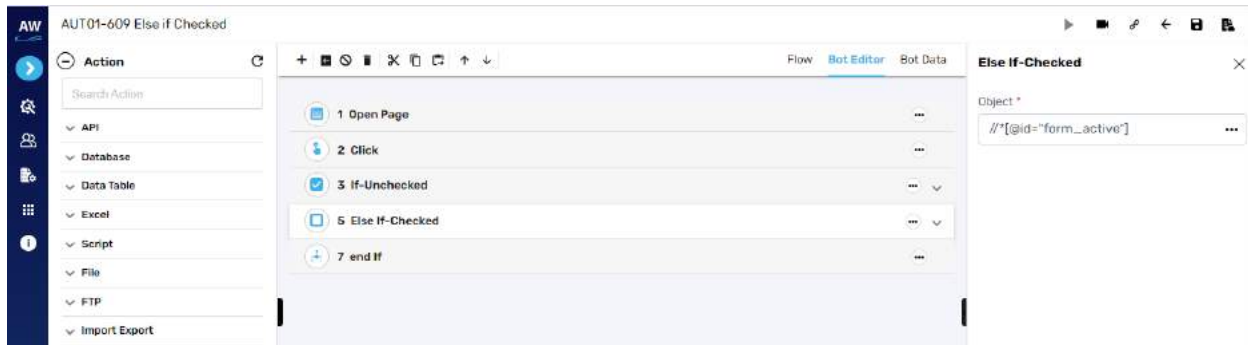 AW
AUT01-609 Else if Checked
Action
Search Action
API
Database
Data Table
Excel
Script
File
FTP
Import Export
Flow
Bot Editor
Bot Data
1 Open Page
2 Click
3 If-Unchecked
5 Else If-Checked
7 end If
Else If-Checked
Object *
//*[@id="form_active"]